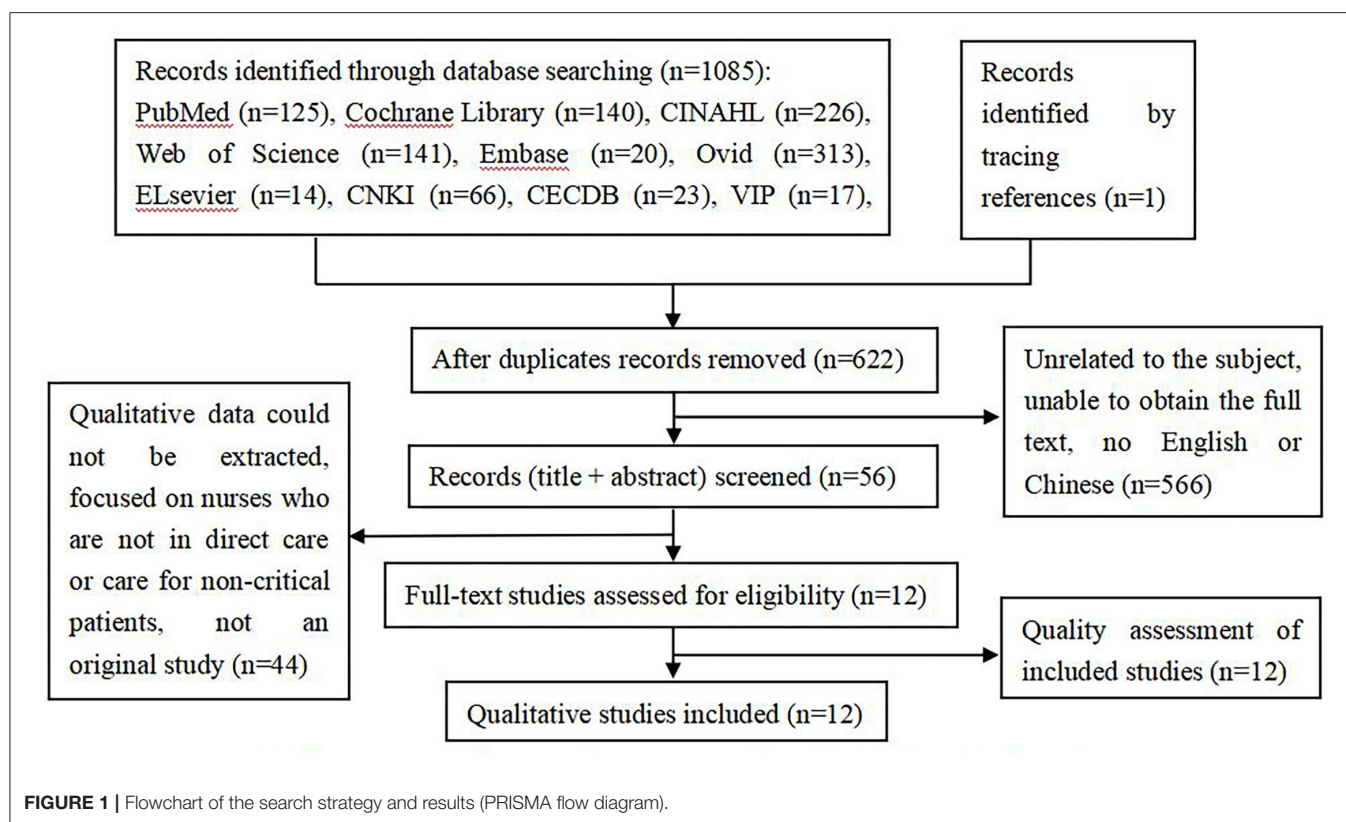 Records identified through database searching (n=1085):
PubMed (n=125), Cochrane Library (n=140), CINAHL (n=226),
Web of Science (n=141), Embase (n=20), Ovid (n=313),
ELsevier (n=14), CNKI (n=66), CECDB (n=23), VIP (n=17),
Records
identified by
tracing
references (n=1)
After duplicates records removed (n=622)
Unrelated to the subject,
unable to obtain the full
text, no English or
Chinese (n=566)
Records (title + abstract) screened (n=56)
Qualitative data could
not be extracted,
focused on nurses who
are not in direct care
or care for non-critical
patients, not an
original study (n=44)
Full-text studies assessed for eligibility (n=12)
Quality assessment of
included studies (n=12)
Qualitative studies included (n=12)
FIGURE 1 | Flowchart of the search strategy and results (PRISMA flow diagram).